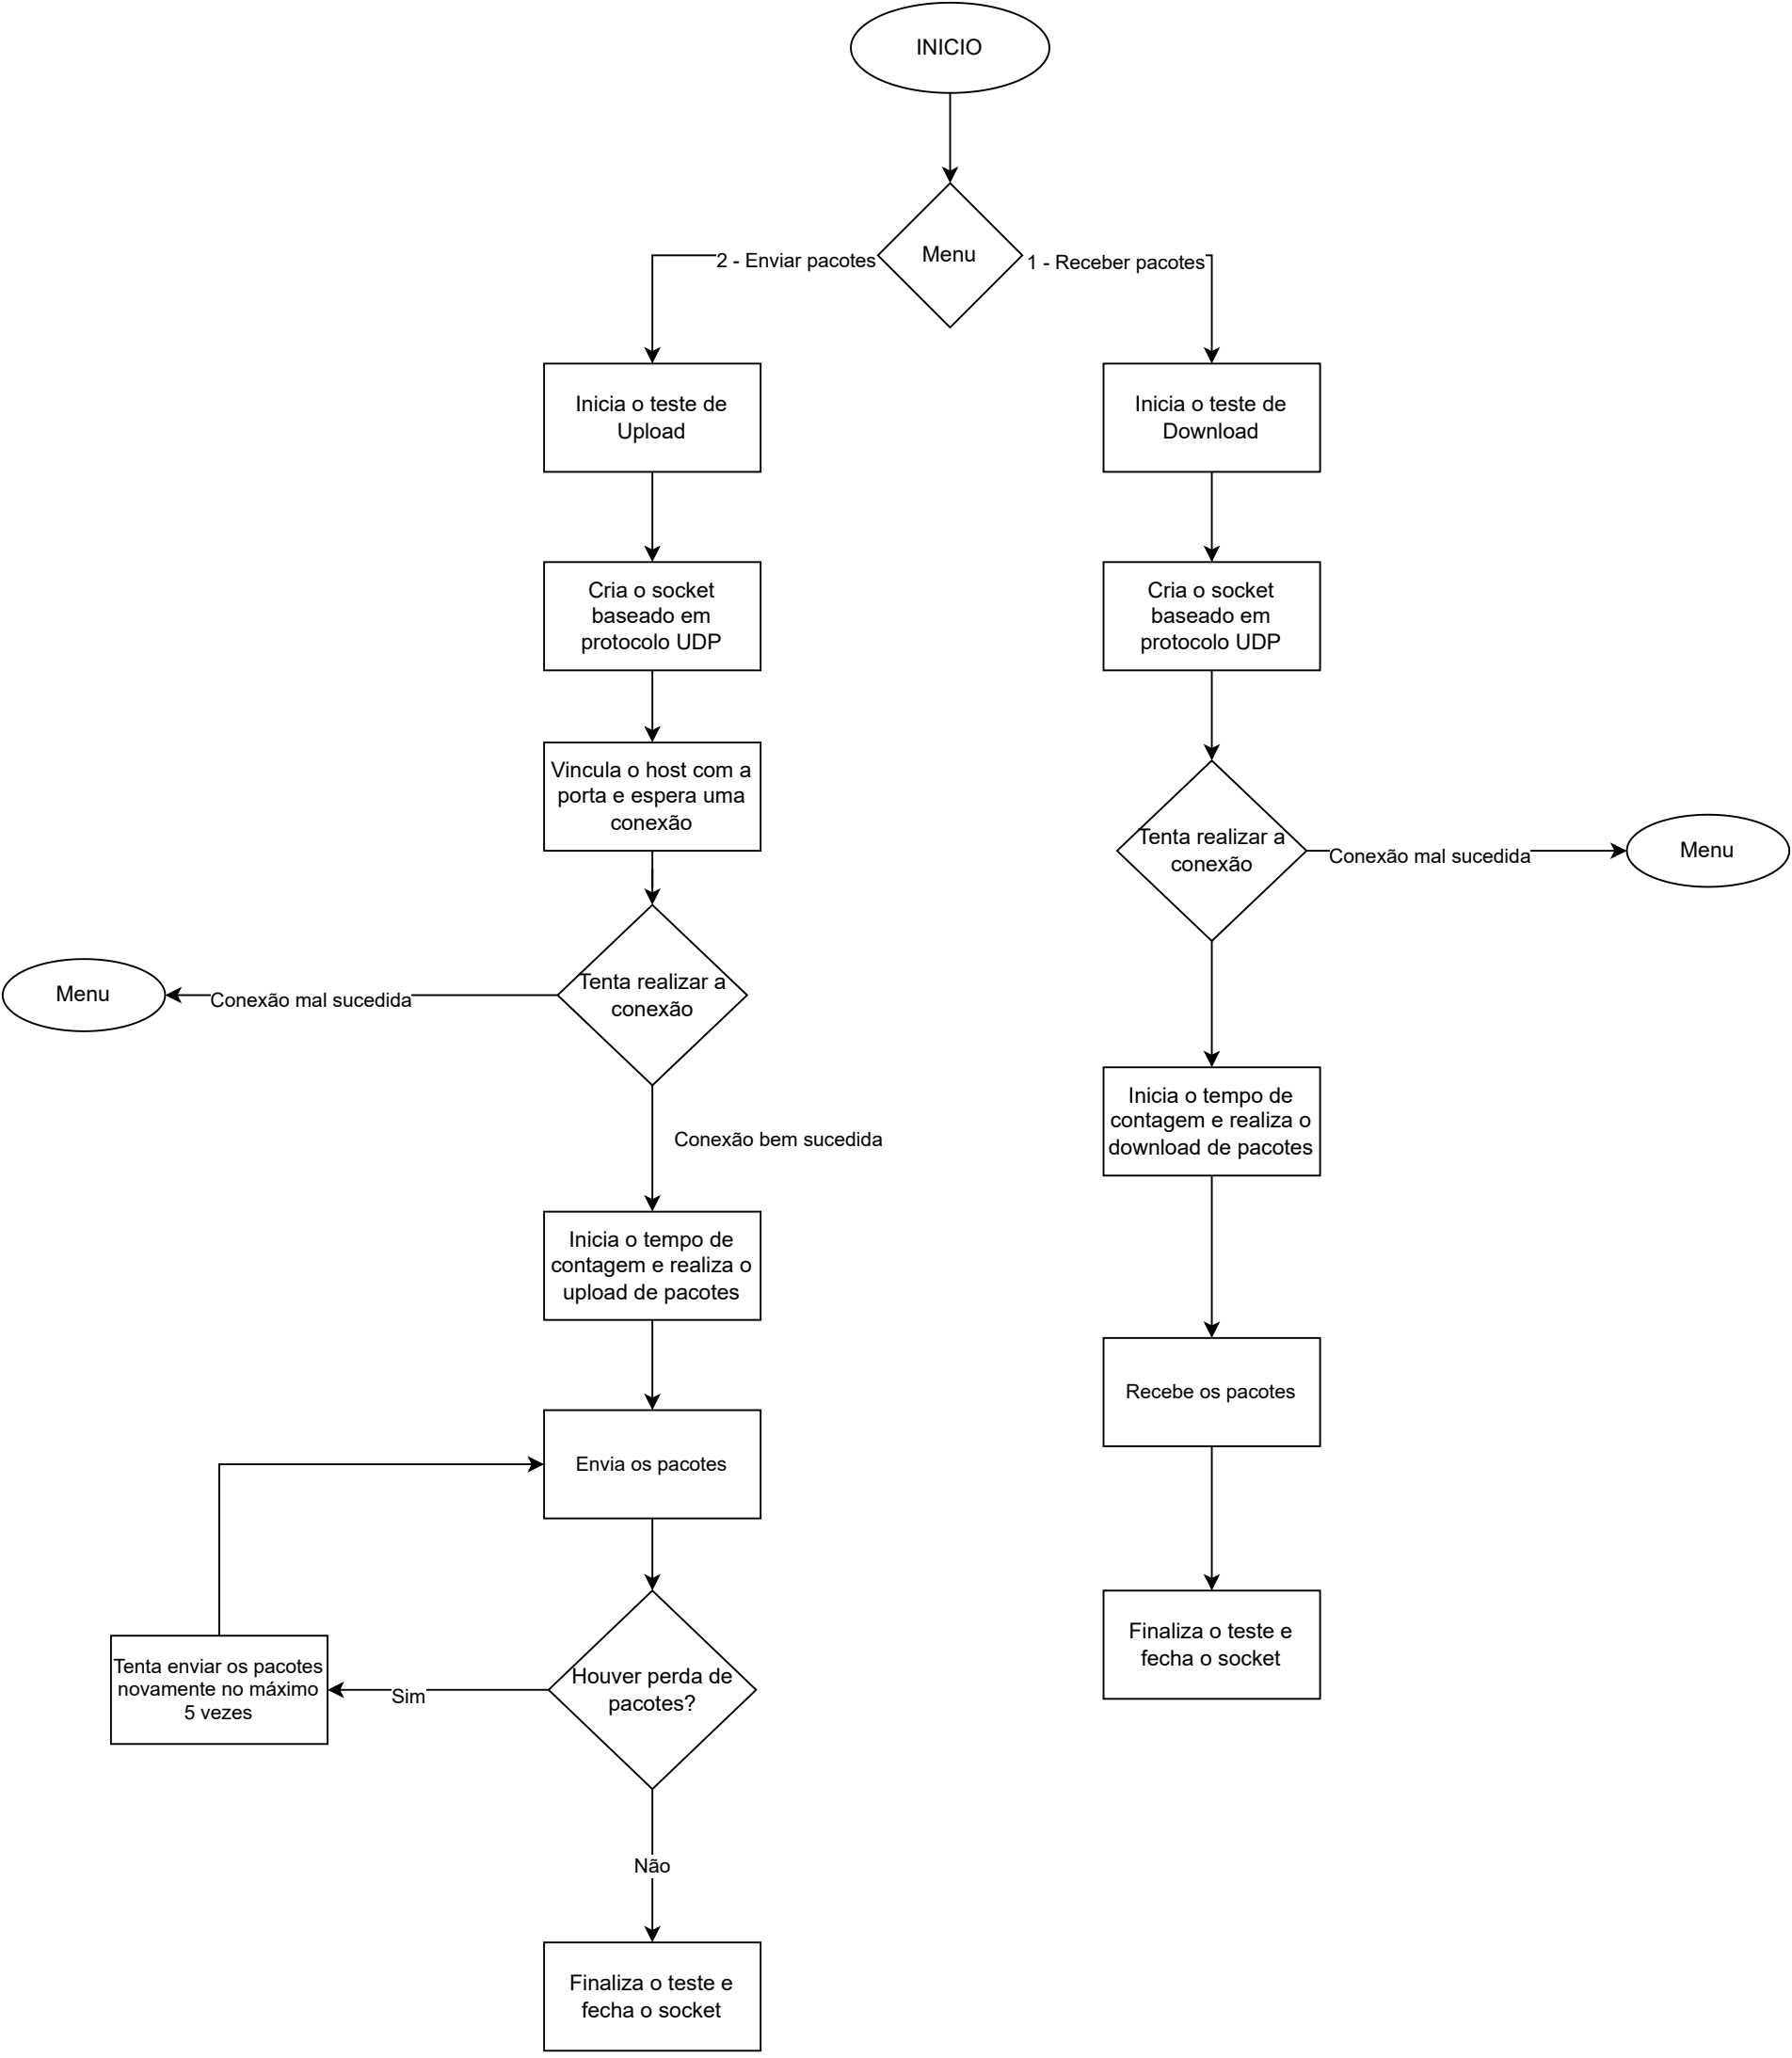 INICIO
Menu
2 - Enviar pacotes
1 - Receber pacotes
Inicia o teste de
Upload
Inicia o teste de
Download
Cria o socket
baseado em
protocolo UDP
Cria o socket
baseado em
protocolo UDP
Vincula o host com a
porta e espera uma
conexão
Tenta realizar a
conexão
Conexão mal sucedida
Menu
Tenta realizar a
conexão
Conexão mal sucedida
Menu
Conexão bem sucedida
Inicia o tempo de
contagem e realiza o
download de pacotes
Inicia o tempo de
contagem e realiza o
upload de pacotes
Recebe os pacotes
Envia os pacotes
Finaliza o teste e
fecha o socket
Houver perda de
pacotes?
Sim
Tenta enviar os pacotes
novamente no máximo
5 vezes
Não
Finaliza o teste e
fecha o socket